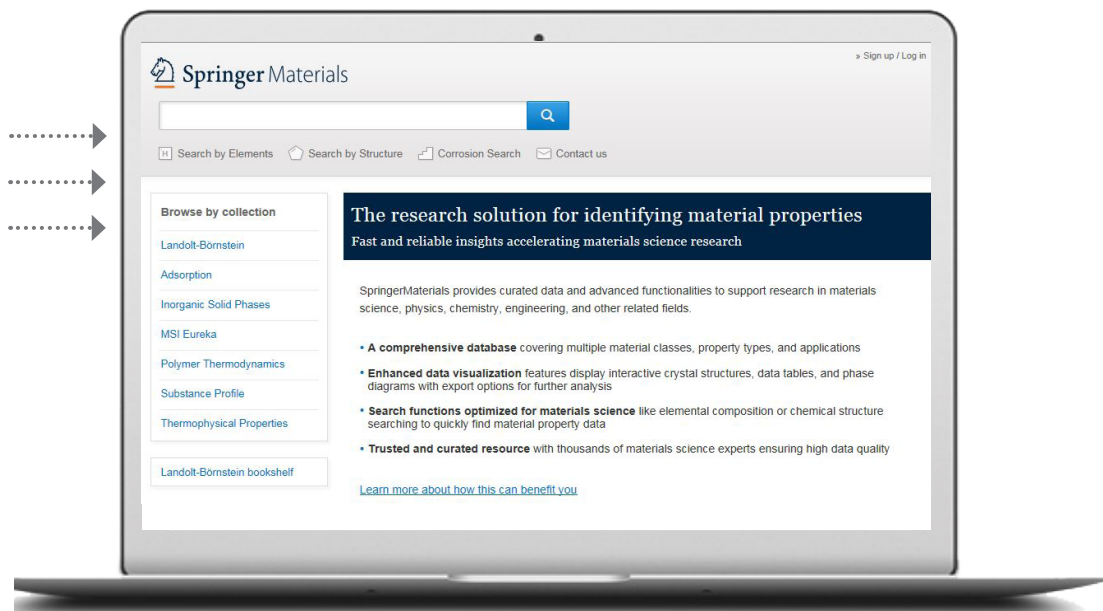 » Sign up / Log in
Springer Materials
H Search by Elements Search by Structure Corrosion Search Contact us
Browse by collection
Landolt-Börnstein
Adsorption
Inorganic Solid Phases
MSI Eureka
Polymer Thermodynamics
Substance Profile
Thermophysical Properties
Landolt-Börnstein bookshelf
The research solution for identifying material properties
Fast and reliable insights accelerating materials science research
SpringerMaterials provides curated data and advanced functionalities to support research in materials
science, physics, chemistry, engineering, and other related fields.
• A comprehensive database covering multiple material classes, property types, and applications
• Enhanced data visualization features display interactive crystal structures, data tables, and phase
diagrams with export options for further analysis
• Search functions optimized for materials science like elemental composition or chemical structure
searching to quickly find material property data
• Trusted and curated resource with thousands of materials science experts ensuring high data quality
Learn more about how this can benefit you